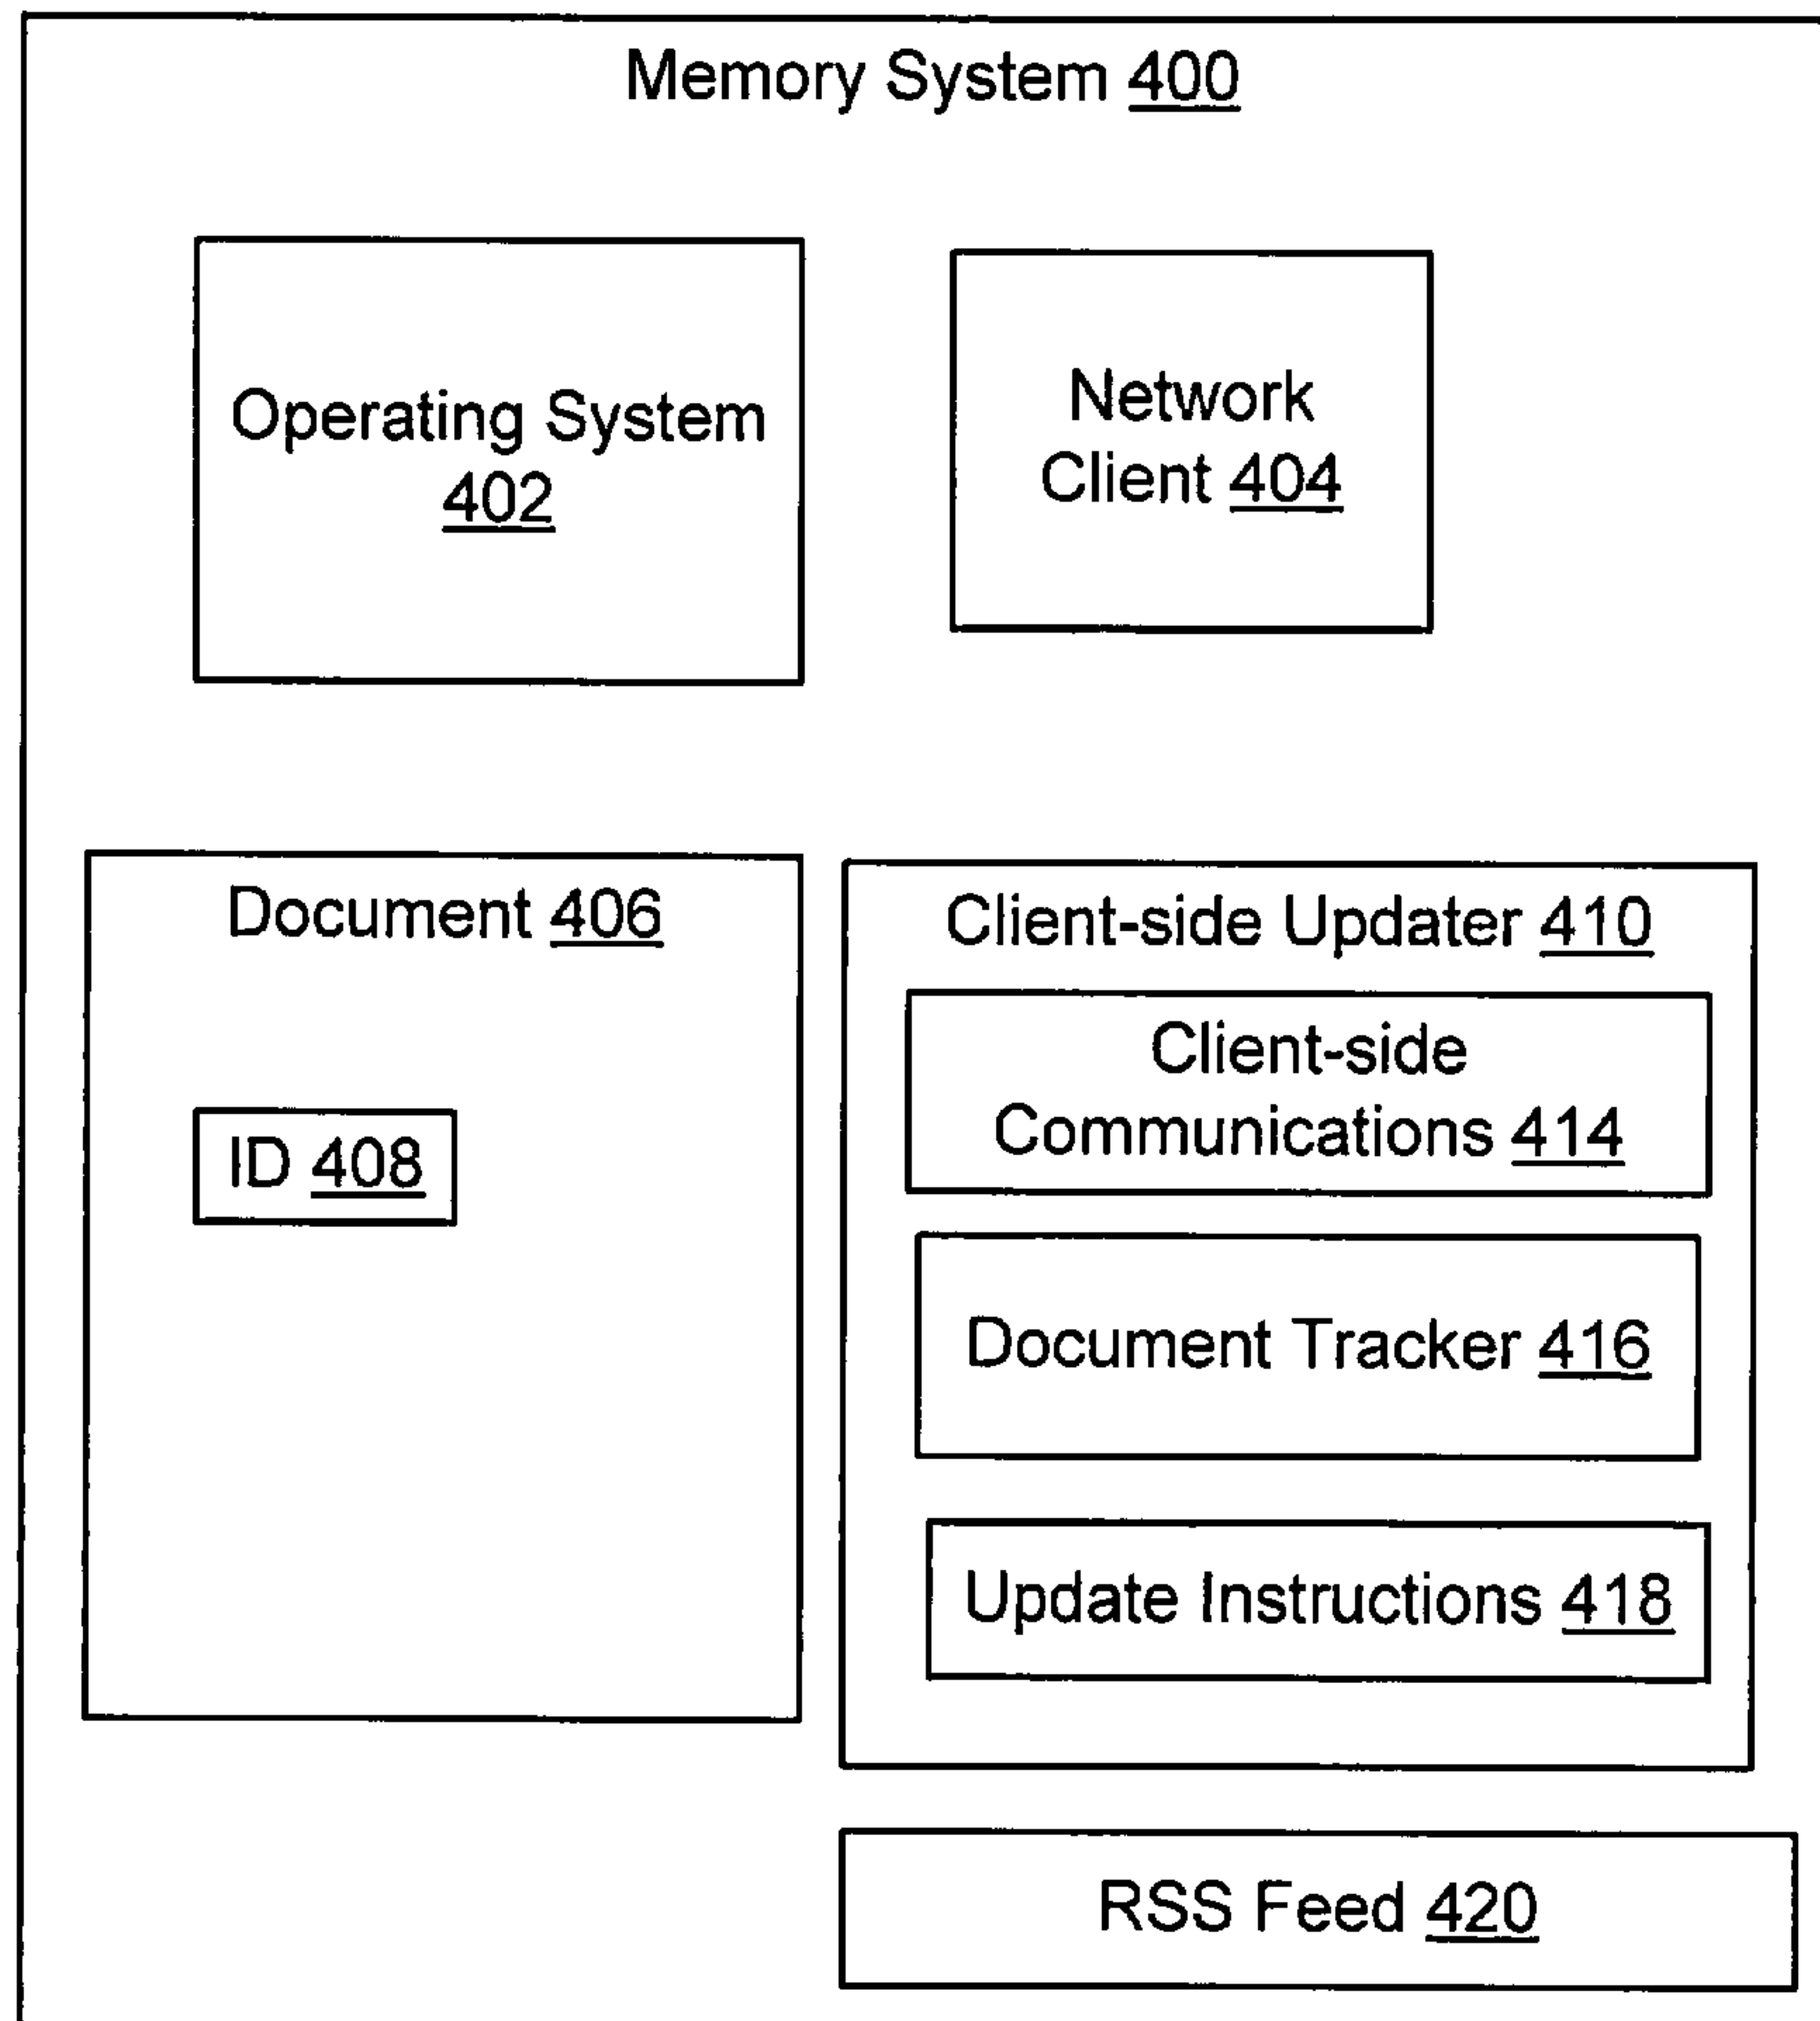 Memory System 400
Operating System
402
Network
Client 404
Document 406
ID 408
Client-side Updater 410
Client-side
Communications 414
Document Tracker 416
Update Instructions 418
RSS Feed 420